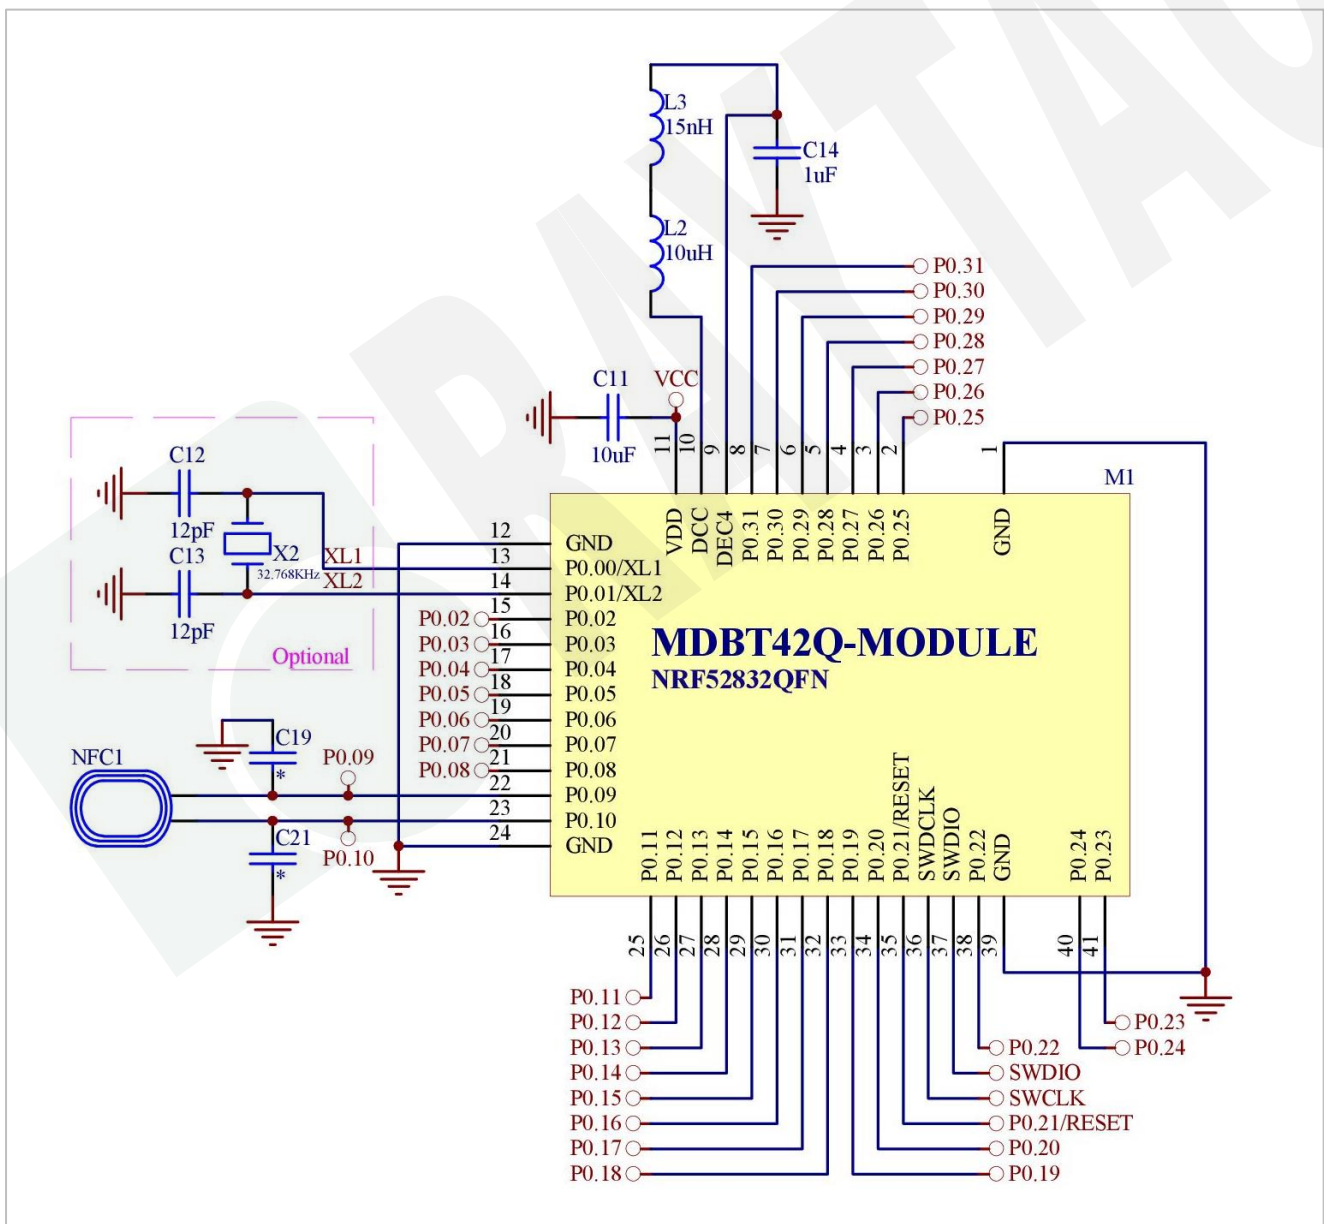 RAYTAC
L3
15nH
C14
1uF
L2
10uH
P0.31
P0.30
P0.29
P0.28
P0.27
P0.26
P0.25
C11
VCC
10uF
11
10
9
8
7
6
5
4
3
2
1
M1
VDD
DCC
DEC4
P0.31
P0.30
P0.29
P0.28
P0.27
P0.26
P0.25
GND
C12
12pF
C13
12pF
X2
32.768KHz
XL1
XL2
Optional
12 GND
13 P0.00/XL1
14 P0.01/XL2
P0.02 15 P0.02
P0.03 16 P0.03
P0.04 17 P0.04
P0.05 18 P0.05
P0.06 19 P0.06
P0.07 20 P0.07
P0.08 21 P0.08
22 P0.09
23 P0.10
24 GND
MDBT42Q-MODULE
NRF52832QFN
NFC1
C19
*
P0.09
C21
*
P0.10
P0.11
P0.12
P0.13
P0.14
P0.15
P0.16
P0.17
P0.18
P0.19
P0.20
P0.21/RESET
SWDCLK
SWDIO
P0.22
GND
P0.24
P0.23
25
26
27
28
29
30
31
32
33
34
35
36
37
38
39
40
41
P0.11
P0.12
P0.13
P0.14
P0.15
P0.16
P0.17
P0.18
P0.23
P0.24
P0.22
SWDIO
SWCLK
P0.21/RESET
P0.20
P0.19